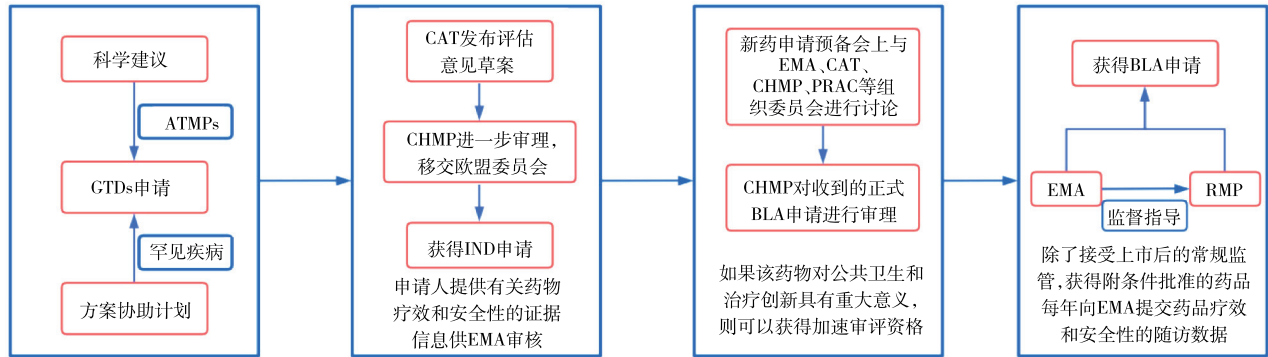 科学建议
ATMPs
GTDs申请
罕见疾病
方案协助计划
CAT发布评估
意见草案
CHMP进一步审理，
移交欧盟委员会
获得IND申请
申请人提供有关药物
疗效和安全性的证据
信息供EMA审核
新药申请预备会上与
EMA、CAT、
CHMP、PRAC等组
织委员会进行讨论
CHMP对收到的正式
BLA申请进行审理
如果该药物对公共卫生和
治疗创新具有重大意义，
则可以获得加速审评资格
获得BLA申请
EMA
RMP
监督指导
除了接受上市后的常规监
管，获得附条件批准的药品
每年向EMA提交药品疗效
和安全性的随访数据